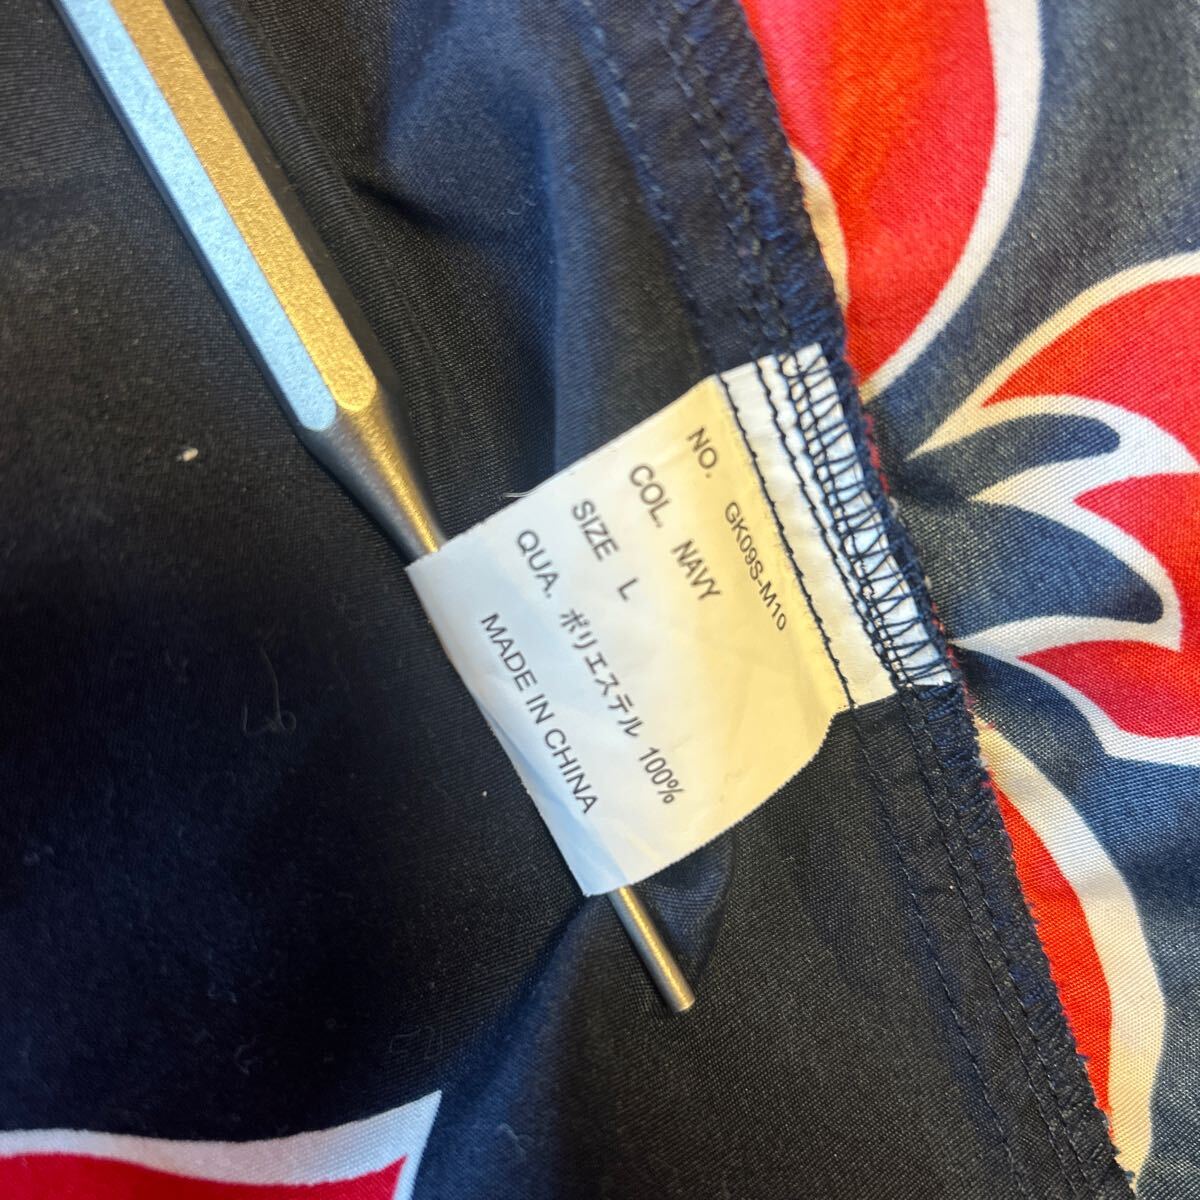 NO. GK09S-M10
COL. NAVY
SIZE L
QUA. ポリエステル 100%
MADE IN CHINA